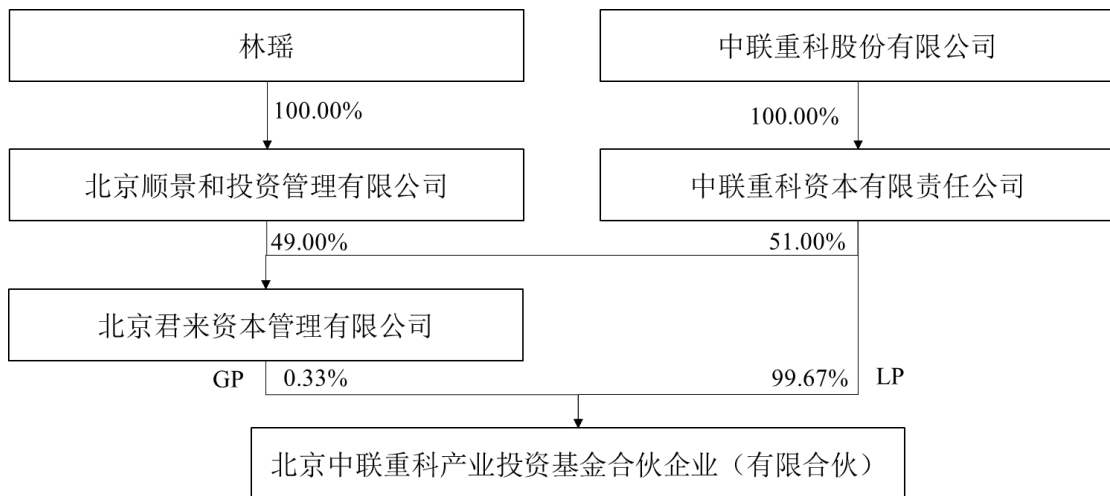 林瑶
中联重科股份有限公司
100.00%
100.00%
北京顺景和投资管理有限公司
中联重科资本有限责任公司
49.00%
51.00%
北京君来资本管理有限公司
GP
0.33%
99.67%
LP
北京中联重科产业投资基金合伙企业（有限合伙）